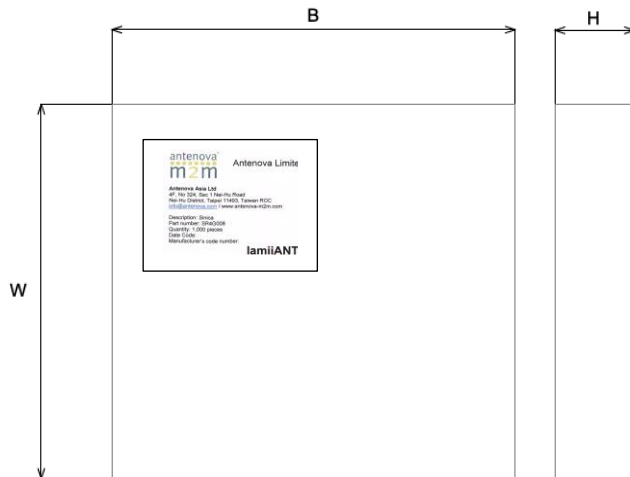 B
H
W
antenova
m2m
Antenova Limite
Antenova Asia Ltd
4F, No 324, Sec 1 Nei-Hu Road
Nei-Hu District, Taipei 11493, Taiwan ROC
info@antenova.com / www.antenova-m2m.com
Description: Sinica
Part number: SR4G008
Quantity: 1,000 pieces
Date Code:
Manufacturer's code number:
lamiiANT